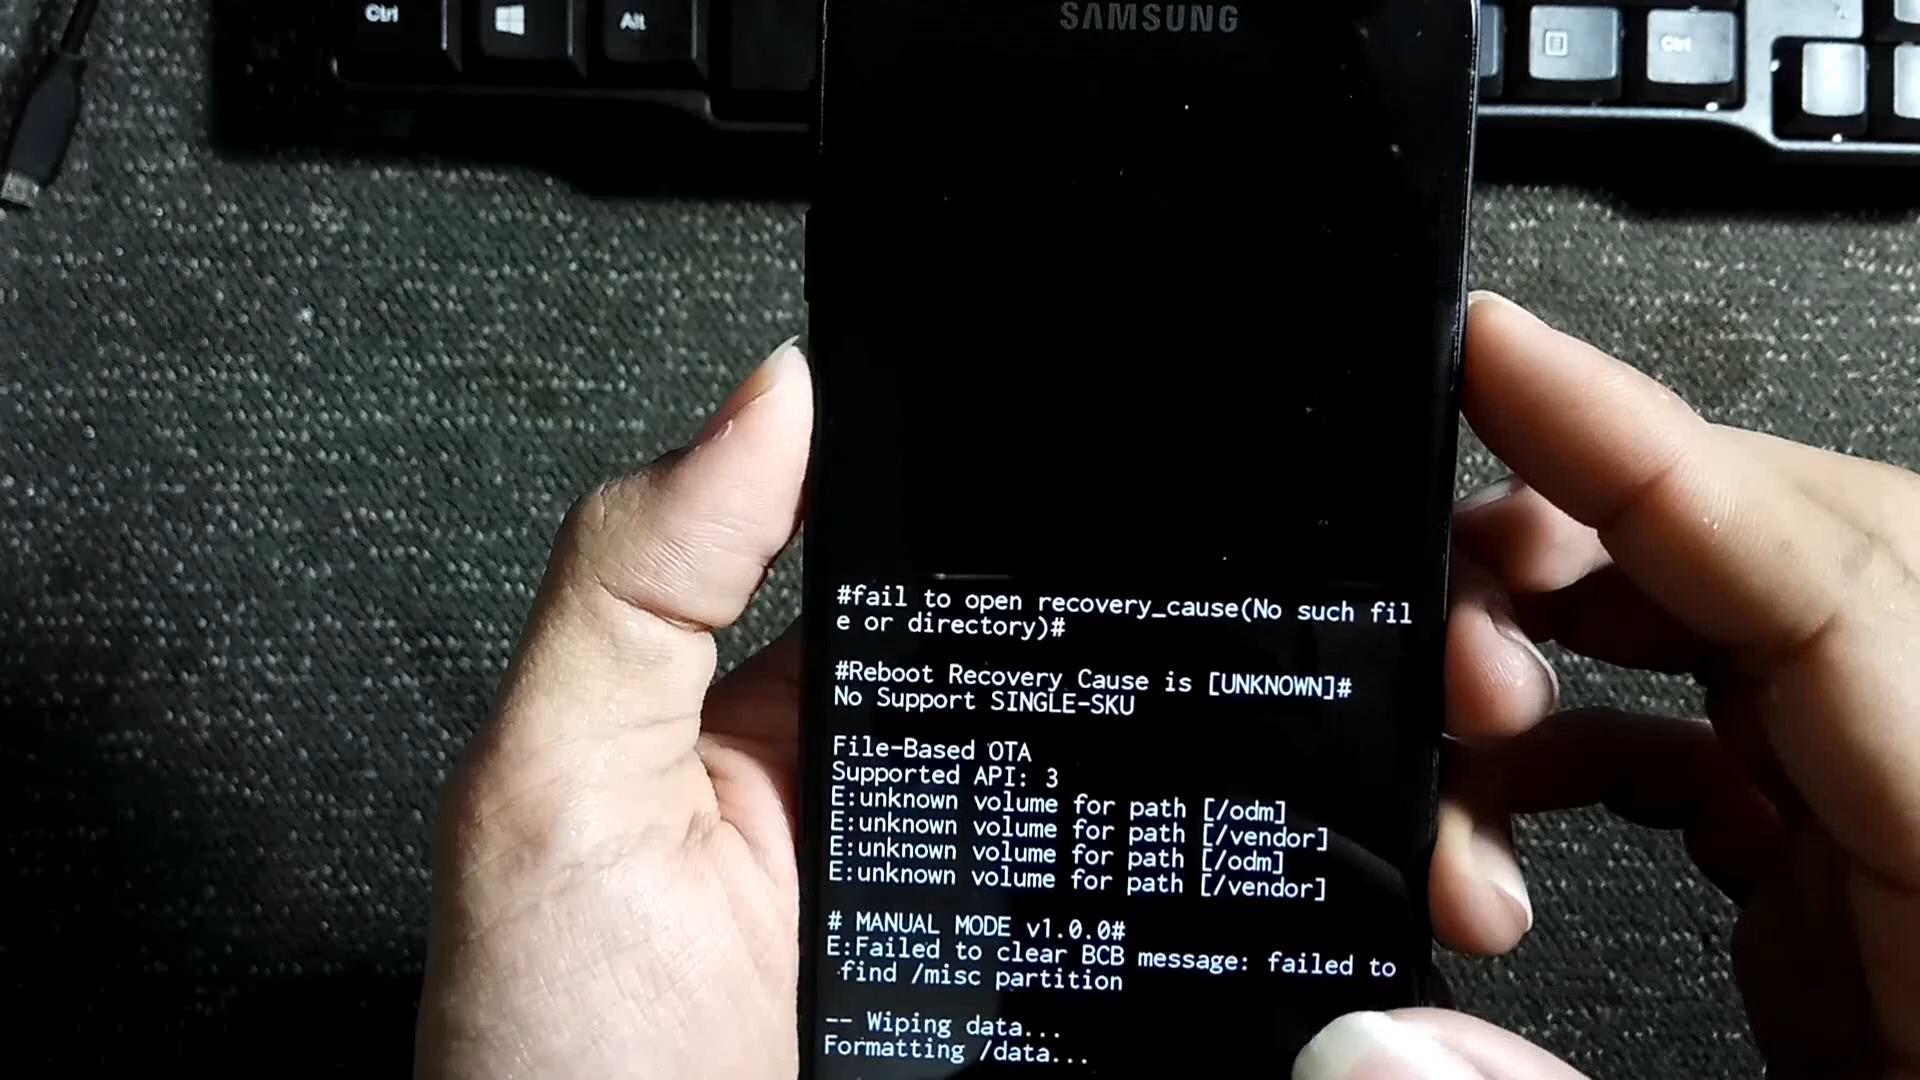 Ctrl
Alt
SAMSUNG
Ctrl
#fail to open recovery_cause(No such fil
e or directory)#
#Reboot Recovery Cause is [UNKNOWN]#
No Support SINGLE-SKU
File-Based OTA
Supported API: 3
E:unknown volume for path [/odm]
E:unknown volume for path [/vendor]
E:unknown volume for path [/odm]
E:unknown volume for path [/vendor]
# MANUAL MODE v1.0.0#
E:Failed to clear BCB message: failed to
find /misc partition
-- Wiping data...
Formatting /data...